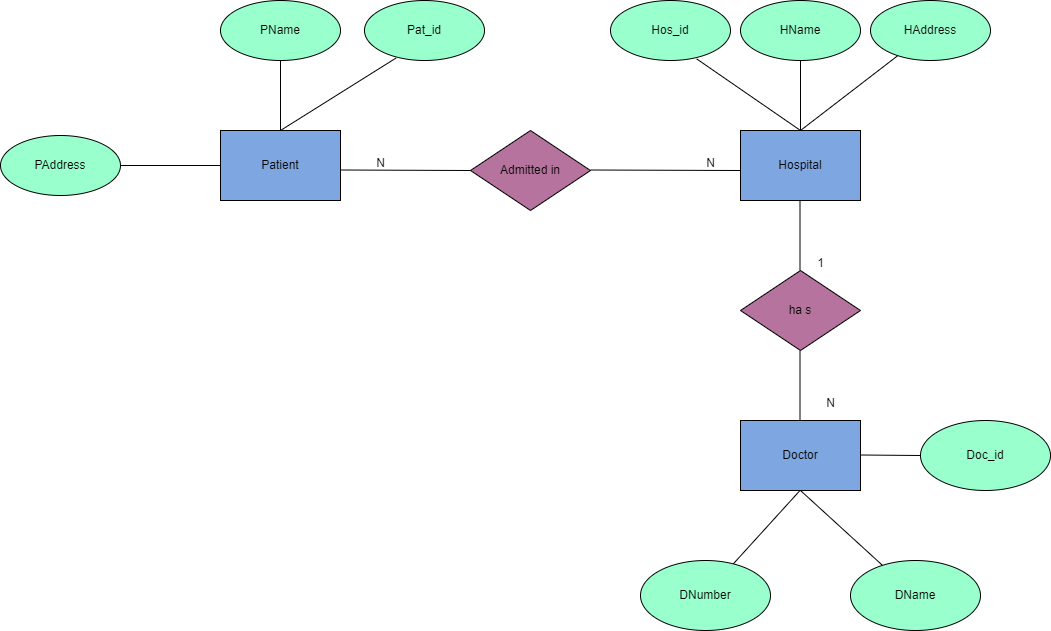 PName
Pat_id
Hos_id
HName
HAddress
PAddress
Patient
N
Admitted in
N
Hospital
1
ha s
N
Doctor
Doc_id
DNumber
DName